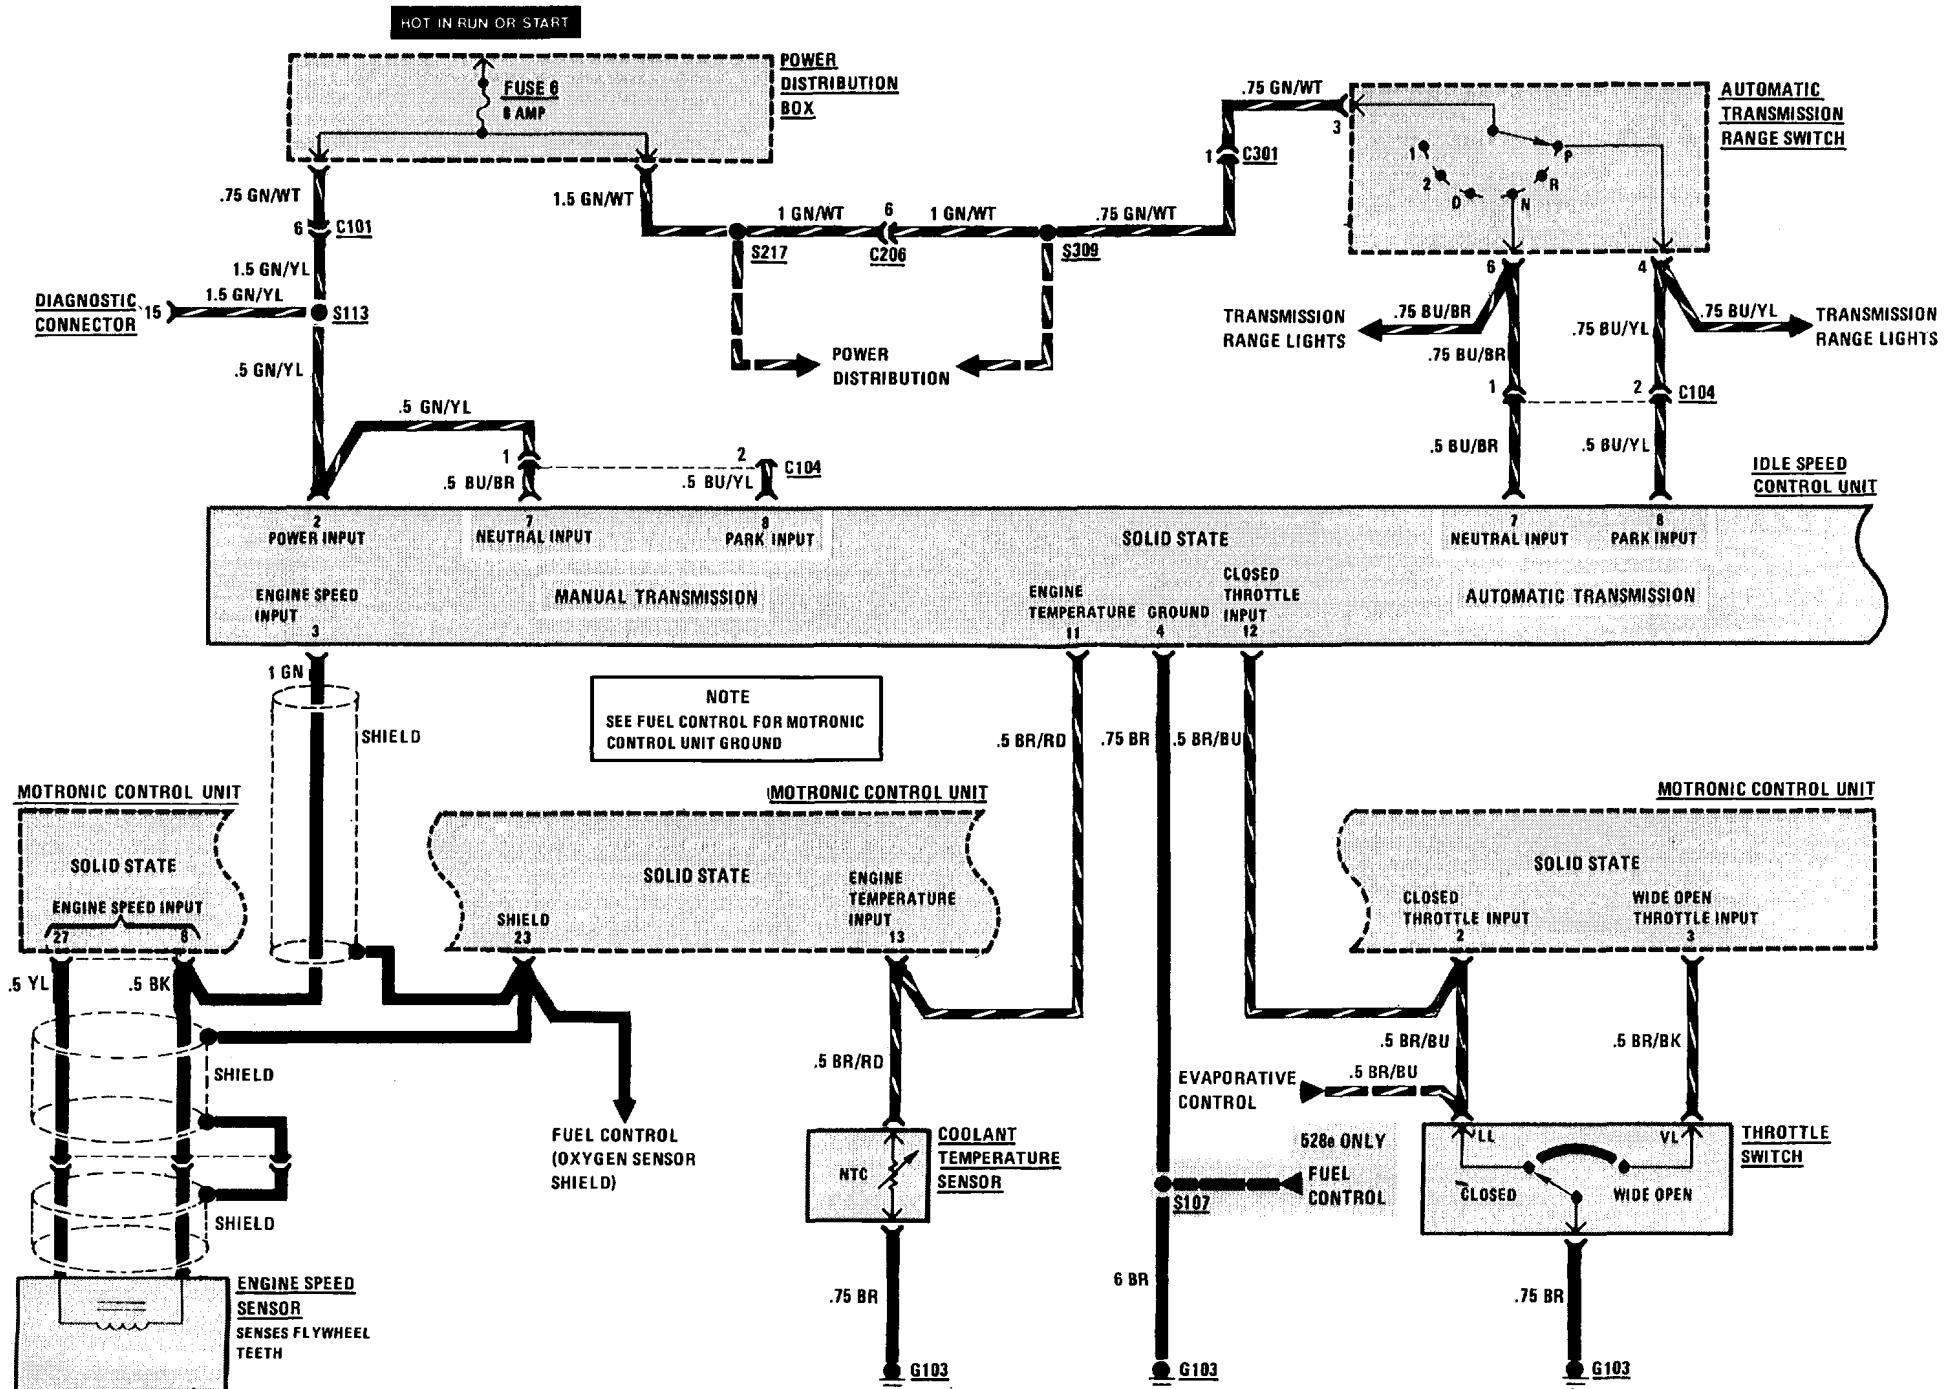 HOT IN RUN OR START
POWER
DISTRIBUTION
BOX
FUSE 6
8 AMP
AUTOMATIC
TRANSMISSION
RANGE SWITCH
.75 GN/WT
3
1
C301
P
R
N
D
2
1
.75 GN/WT
1.5 GN/WT
6
C101
1 GN/WT
6
1 GN/WT
.75 GN/WT
S217
C206
S309
6
4
1.5 GN/YL
1.5 GN/YL
DIAGNOSTIC
CONNECTOR
15
S113
TRANSMISSION
RANGE LIGHTS
.75 BU/BR
.75 BU/BR
.75 BU/YL
.75 BU/YL
TRANSMISSION
RANGE LIGHTS
POWER
DISTRIBUTION
.5 GN/YL
.5 GN/YL
1
2
C104
1
2
C104
.5 BU/BR
.5 BU/YL
.5 BU/BR
.5 BU/YL
IDLE SPEED
CONTROL UNIT
2
POWER INPUT
7
NEUTRAL INPUT
8
PARK INPUT
SOLID STATE
7
NEUTRAL INPUT
8
PARK INPUT
ENGINE SPEED
INPUT
3
MANUAL TRANSMISSION
ENGINE
TEMPERATURE
11
GROUND
4
CLOSED
THROTTLE
INPUT
12
AUTOMATIC TRANSMISSION
1 GN
SHIELD
NOTE
SEE FUEL CONTROL FOR MOTRONIC
CONTROL UNIT GROUND
.5 BR/RD
.75 BR
.5 BR/BU
MOTRONIC CONTROL UNIT
SOLID STATE
ENGINE SPEED INPUT
27
6
MOTRONIC CONTROL UNIT
SOLID STATE
SHIELD
23
ENGINE
TEMPERATURE
INPUT
13
MOTRONIC CONTROL UNIT
SOLID STATE
CLOSED
THROTTLE INPUT
2
WIDE OPEN
THROTTLE INPUT
3
.5 YL
.5 BK
SHIELD
SHIELD
FUEL CONTROL
(OXYGEN SENSOR
SHIELD)
.5 BR/RD
NTC
COOLANT
TEMPERATURE
SENSOR
.75 BR
G103
EVAPORATIVE
CONTROL
.5 BR/BU
.5 BR/BU
.5 BR/BK
528e ONLY
FUEL
CONTROL
S107
6 BR
G103
LL
VL
CLOSED
WIDE OPEN
THROTTLE
SWITCH
.75 BR
G103
ENGINE SPEED
SENSOR
SENSES FLYWHEEL
TEETH